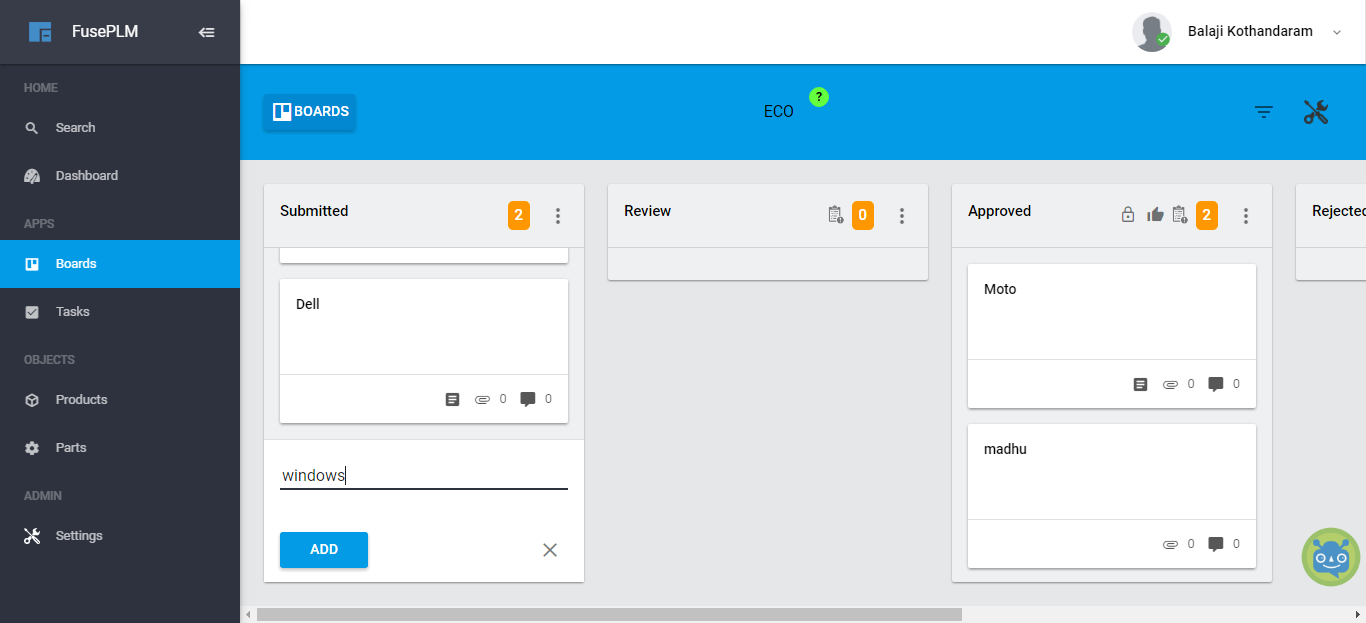 FusePLM
Balaji Kothandaram
HOME
Search
Dashboard
APPS
Boards
Tasks
OBJECTS
Products
Parts
ADMIN
Settings
BOARDS
ECO
?
Submitted
2
Dell
0
0
windows
ADD
Review
0
Approved
2
Moto
0
0
madhu
0
0
Rejected